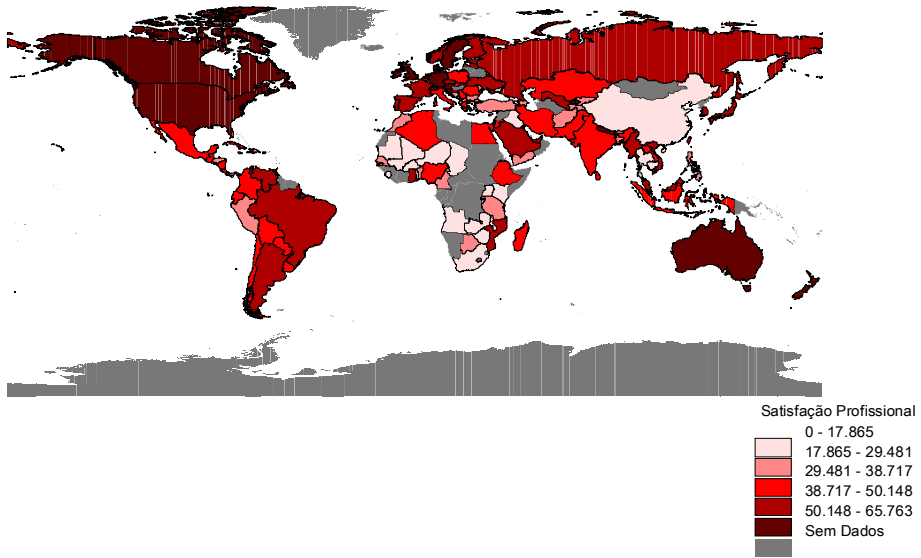 Satisfação Profissional
0 - 17.865
17.865 - 29.481
29.481 - 38.717
38.717 - 50.148
50.148 - 65.763
Sem Dados